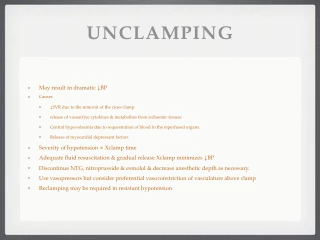 UNCLAMPING
May result in dramatic ↓BP
Causes
↓SVR due to the removal of the cross clamp
release of vasoactive cytokines & metabolites from ischaemic tissues
Central hypovolaemia due to sequestration of blood in the reperfused organs
Release of myocardial depressant factors
Severity of hypotension ∝ Xclamp time
Adequate fluid resuscitation & gradual release Xclamp minimizes ↓BP
Discontinue NTG, nitroprusside & esmolol & decrease anesthetic depth as necessary.
Use vasopressors but consider preferential vasoconstriction of vasculature above clamp
Reclamping may be required in resistant hypotension